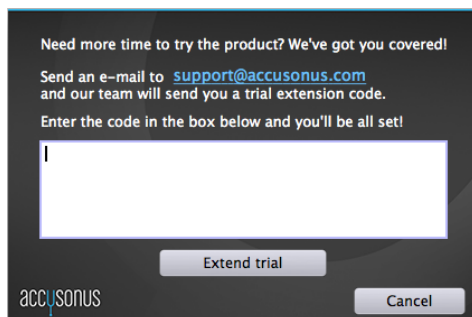 Need more time to try the product? We've got you covered!
Send an e-mail to support@accusonus.com
and our team will send you a trial extension code.
Enter the code in the box below and you'll be all set!
Extend trial
accusonus
Cancel